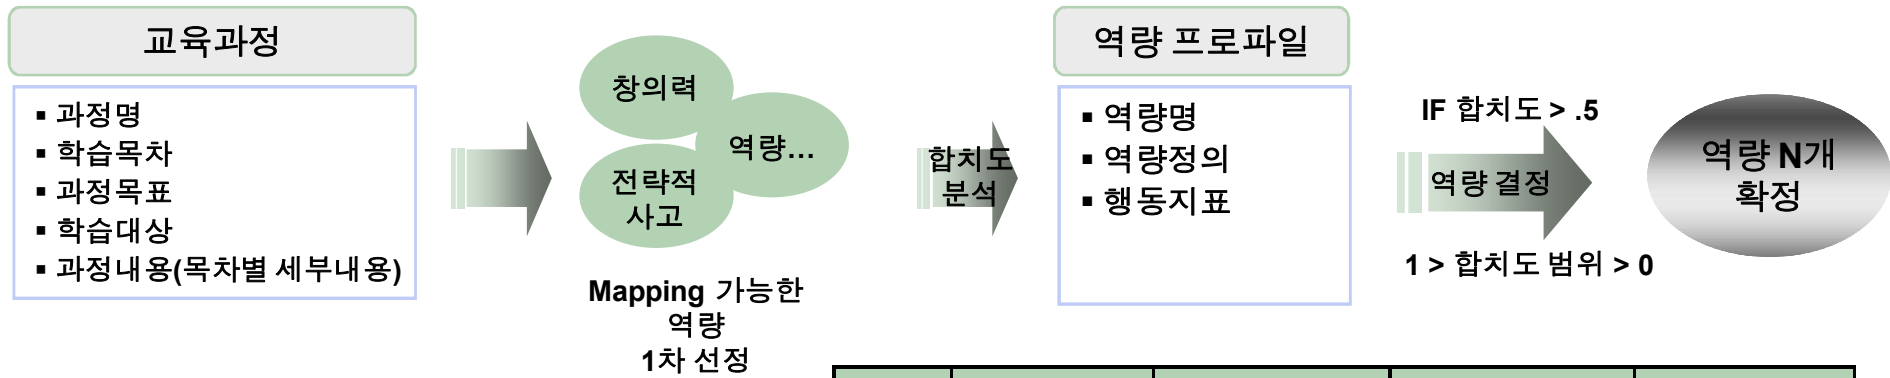 교육과정
▪ 과정명
▪ 학습목차
▪ 과정목표
▪ 학습대상
▪ 과정내용(목차별 세부내용)
창의력
역량...
전략적
사고
Mapping 가능한
역량
1차 선정
합치도
분석
역량 프로파일
▪ 역량명
▪ 역량정의
▪ 행동지표
IF 합치도 > .5
역량 결정
1 > 합치도 범위 > 0
역량 N개
확정